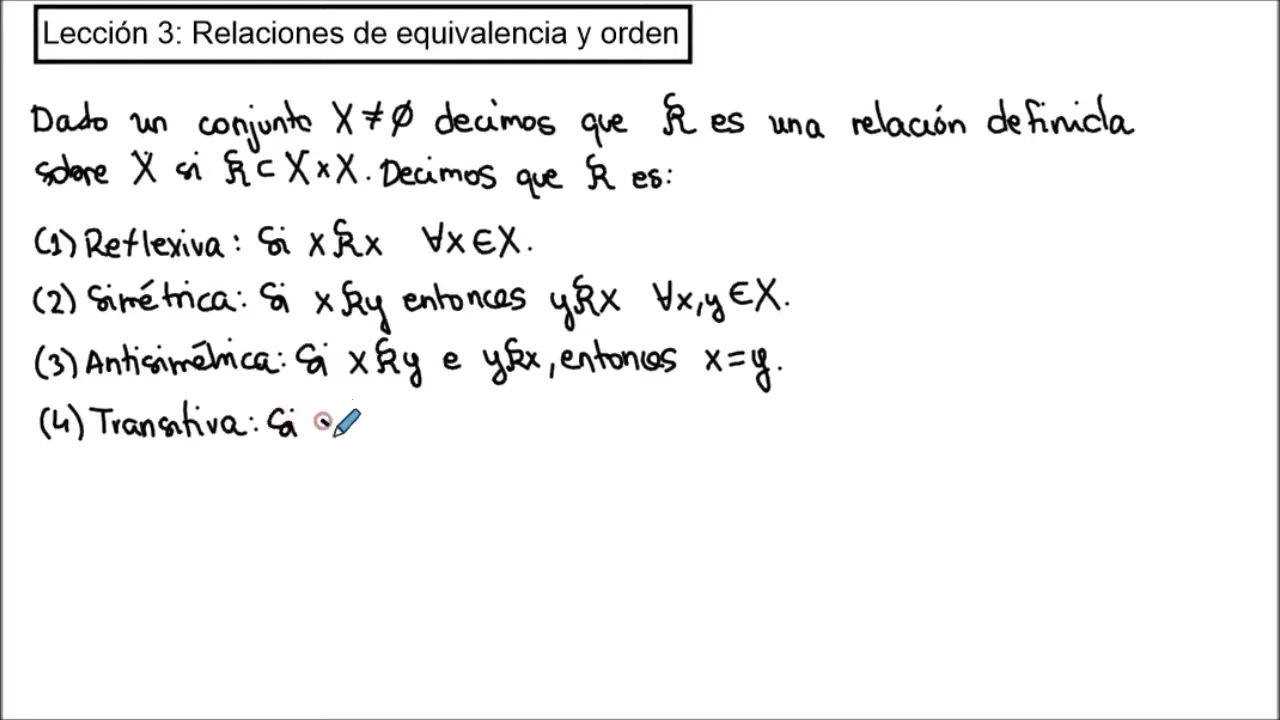 Lección 3: Relaciones de equivalencia y orden
Dado un conjunto X ≠ ∅ decimos que ℛ es una relación definida
sobre X si ℛ ⊂ X × X. Decimos que ℛ es:
(1) Reflexiva: Si xℛx ∀x ∈ X.
(2) Simétrica: Si xℛy entonces yℛx ∀x,y ∈ X.
(3) Antisimétrica: Si xℛy e yℛx, entonces x=y.
(4) Transitiva: Si